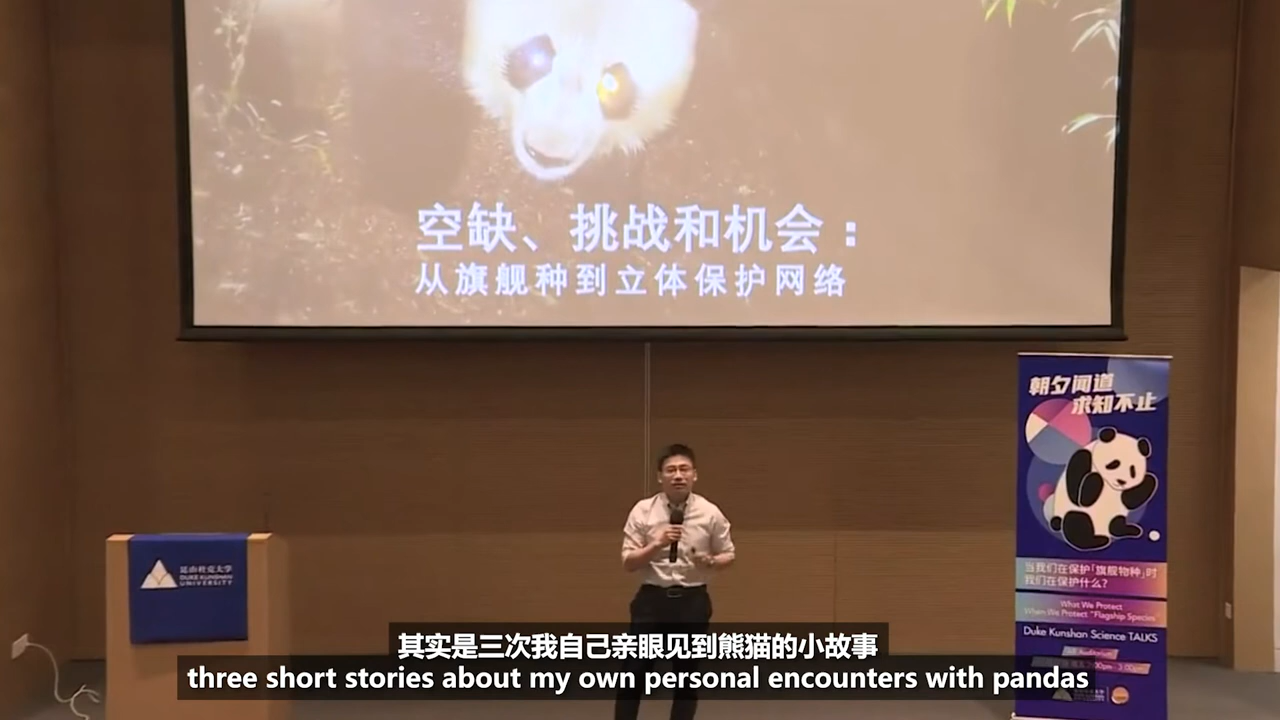 空缺、挑战和机会：
从旗舰种到立体保护网络
朝夕闻道
求知不止
当我们在保护「旗舰物种」时
我们在保护什么？
What We Protect
When We Protect "Flagship Species"
Duke Kunshan Science TALKS
昆山杜克大学
DUKE KUNSHAN
UNIVERSITY
其实是三次我自己亲眼见到熊猫的小故事
three short stories about my own personal encounters with pandas